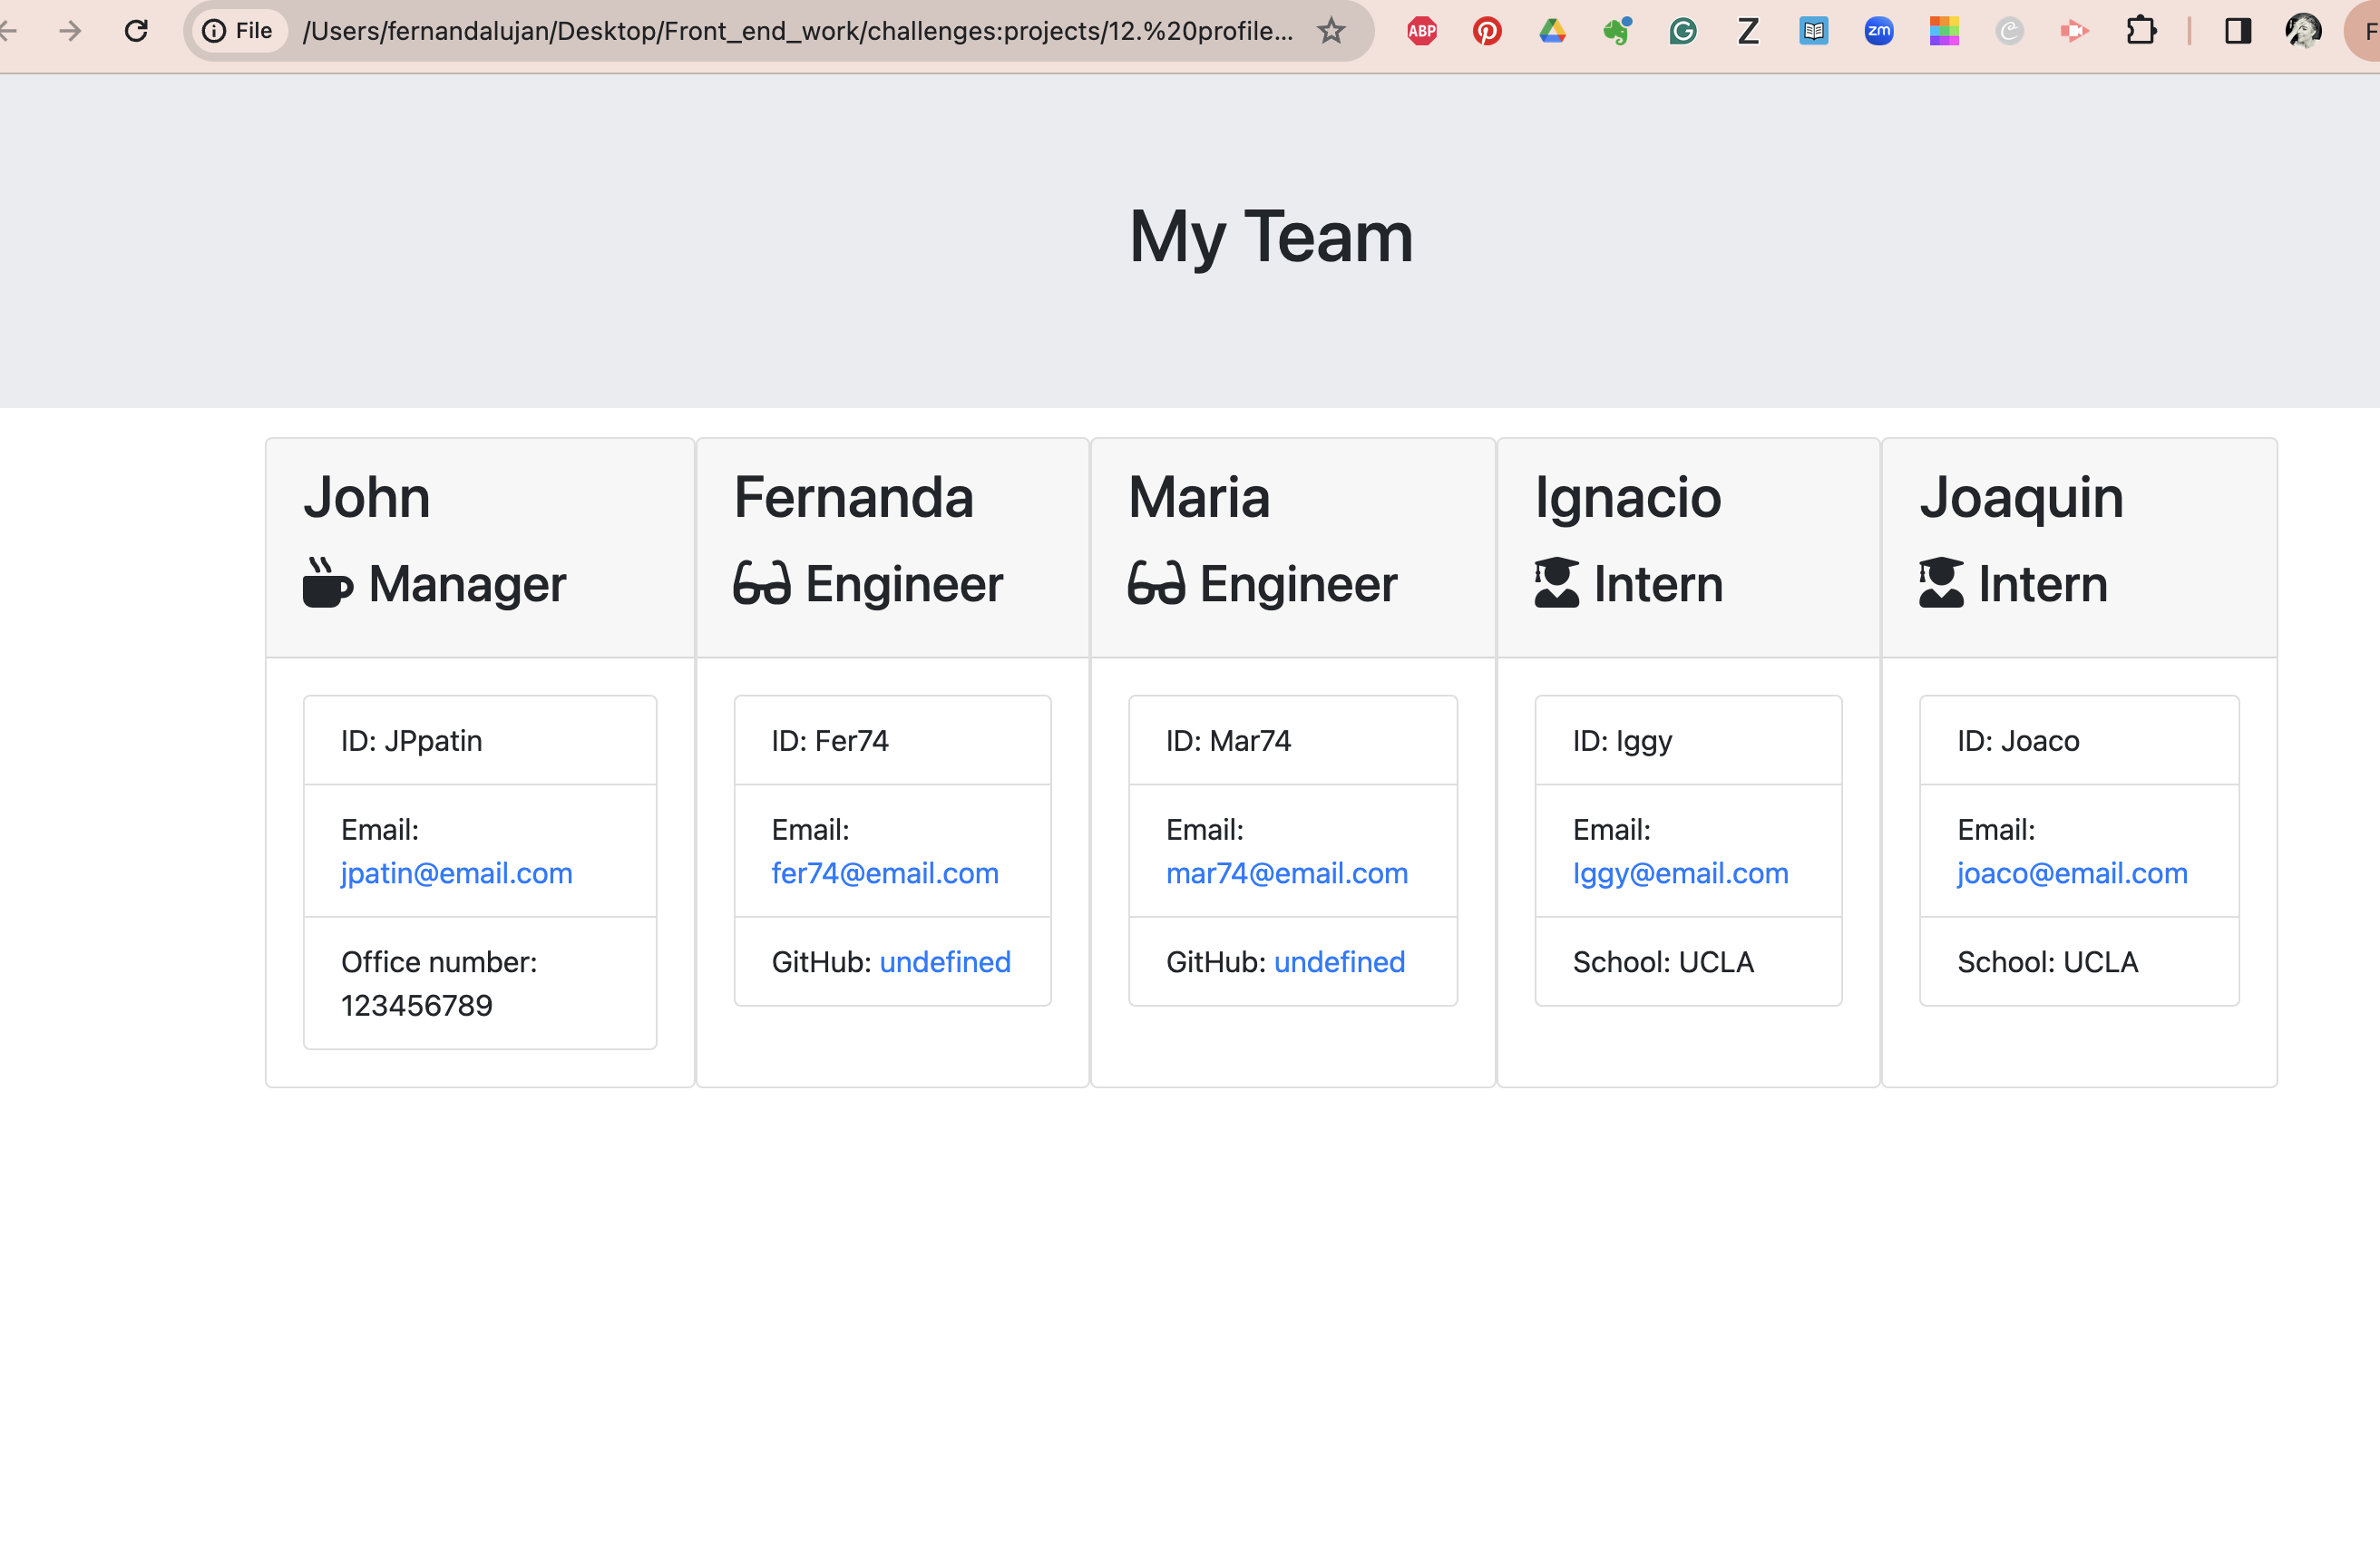 File /Users/fernandalujan/Desktop/Front_end_work/challenges:projects/12.%20profile...
ABP
G
Z
zm
F
My Team
John
Manager
ID: JPpatin
Email:
jpatin@email.com
Office number:
123456789
Fernanda
Engineer
ID: Fer74
Email:
fer74@email.com
GitHub: undefined
Maria
Engineer
ID: Mar74
Email:
mar74@email.com
GitHub: undefined
Ignacio
Intern
ID: Iggy
Email:
Iggy@email.com
School: UCLA
Joaquin
Intern
ID: Joaco
Email:
joaco@email.com
School: UCLA